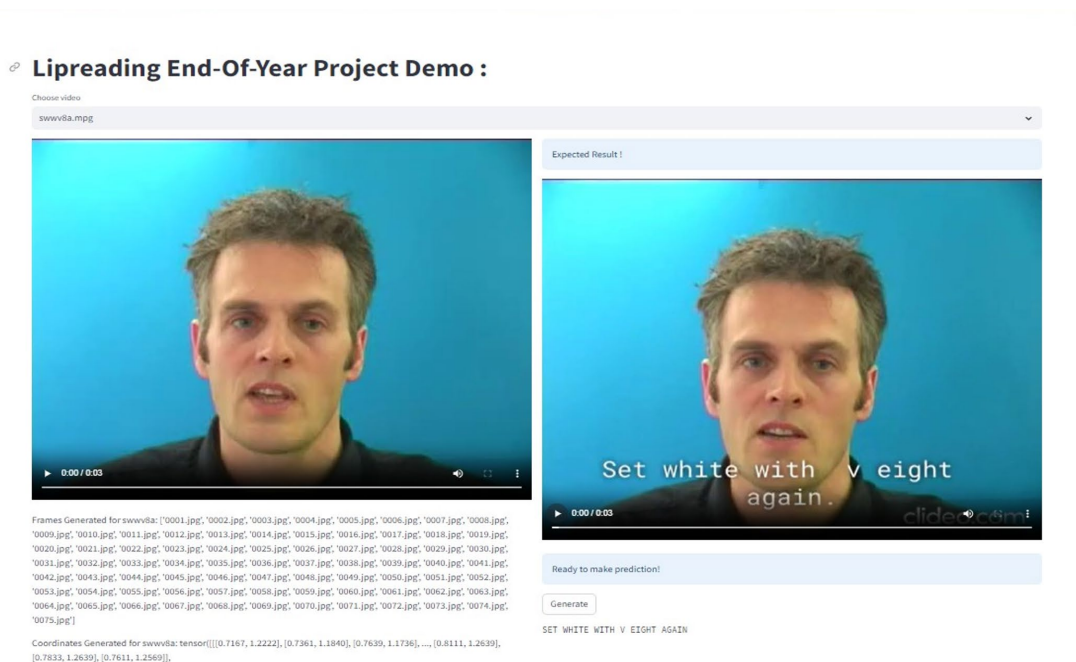 Lipreading End-Of-Year Project Demo :
Choose video
swwv8a.mpg
0:00 / 0:03
Frames Generated for swwv8a: ['0001.jpg', '0002.jpg', '0003.jpg', '0004.jpg', '0005.jpg', '0006.jpg', '0007.jpg', '0008.jpg',
'0009.jpg', '0010.jpg', '0011.jpg', '0012.jpg', '0013.jpg', '0014.jpg', '0015.jpg', '0016.jpg', '0017.jpg', '0018.jpg', '0019.jpg',
'0020.jpg', '0021.jpg', '0022.jpg', '0023.jpg', '0024.jpg', '0025.jpg', '0026.jpg', '0027.jpg', '0028.jpg', '0029.jpg', '0030.jpg',
'0031.jpg', '0032.jpg', '0033.jpg', '0034.jpg', '0035.jpg', '0036.jpg', '0037.jpg', '0038.jpg', '0039.jpg', '0040.jpg', '0041.jpg',
'0042.jpg', '0043.jpg', '0044.jpg', '0045.jpg', '0046.jpg', '0047.jpg', '0048.jpg', '0049.jpg', '0050.jpg', '0051.jpg', '0052.jpg',
'0053.jpg', '0054.jpg', '0055.jpg', '0056.jpg', '0057.jpg', '0058.jpg', '0059.jpg', '0060.jpg', '0061.jpg', '0062.jpg', '0063.jpg',
'0064.jpg', '0065.jpg', '0066.jpg', '0067.jpg', '0068.jpg', '0069.jpg', '0070.jpg', '0071.jpg', '0072.jpg', '0073.jpg', '0074.jpg',
'0075.jpg']
Coordinates Generated for swwv8a: tensor([[[0.7167, 1.2222], [0.7361, 1.1840], [0.7639, 1.1736], ..., [0.8111, 1.2639],
[0.7833, 1.2639], [0.7611, 1.2569]],
Expected Result !
Set white with v eight
again.
0:00 / 0:03
clideo.com
Ready to make prediction!
Generate
SET WHITE WITH V EIGHT AGAIN